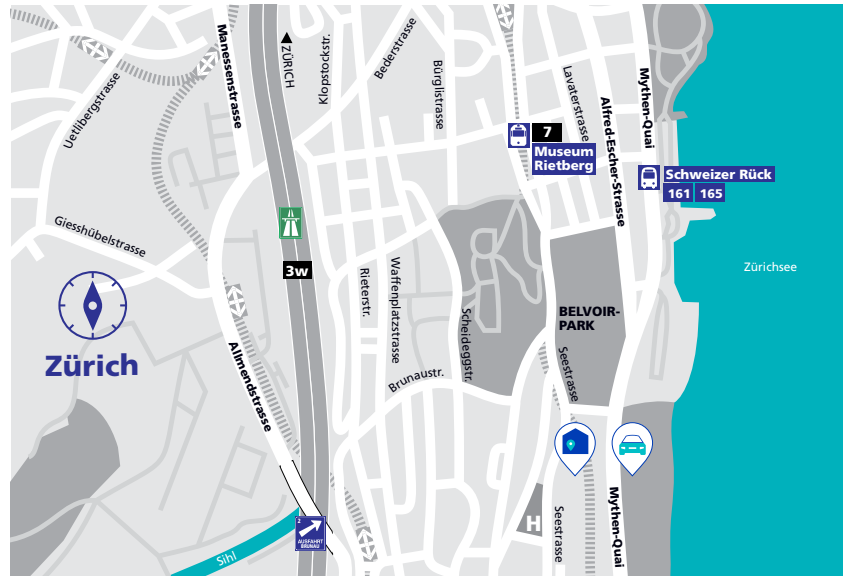 Uetlibergstrasse
Manessenstrasse
ZÜRICH
Klopstockstr.
Bederstrasse
Bürglistrasse
Lavaterstrasse
Alfred-Escher-Strasse
Mythen-Quai
7
Museum
Rietberg
Schweizer Rück
161 165
Giesshübelstrasse
3w
Rieterstr.
Waffenplatzstrasse
Scheideggstr.
BELVOIR-
PARK
Zürichsee
Zürich
Allmendstrasse
Brunaustr.
Seestrasse
2
AUSFAHRT
BRUNAU
Sihl
H
Seestrasse
Mythen-Quai